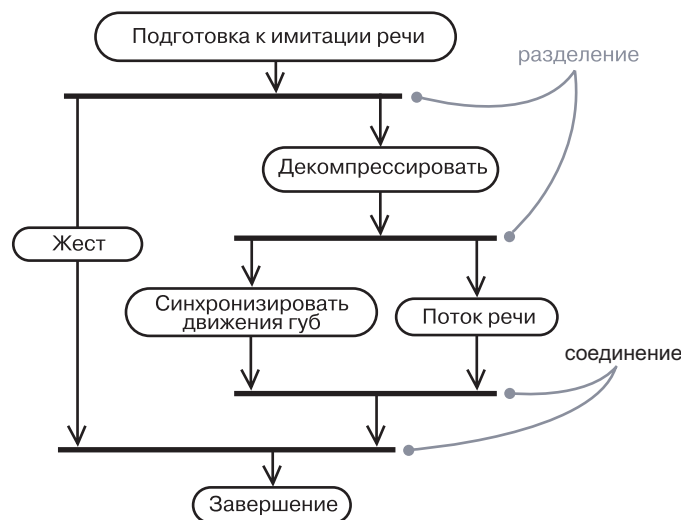 Подготовка к имитации речи
разделение
Декомпрессировать
Жест
Синхронизировать
движения губ
Поток речи
соединение
Завершение